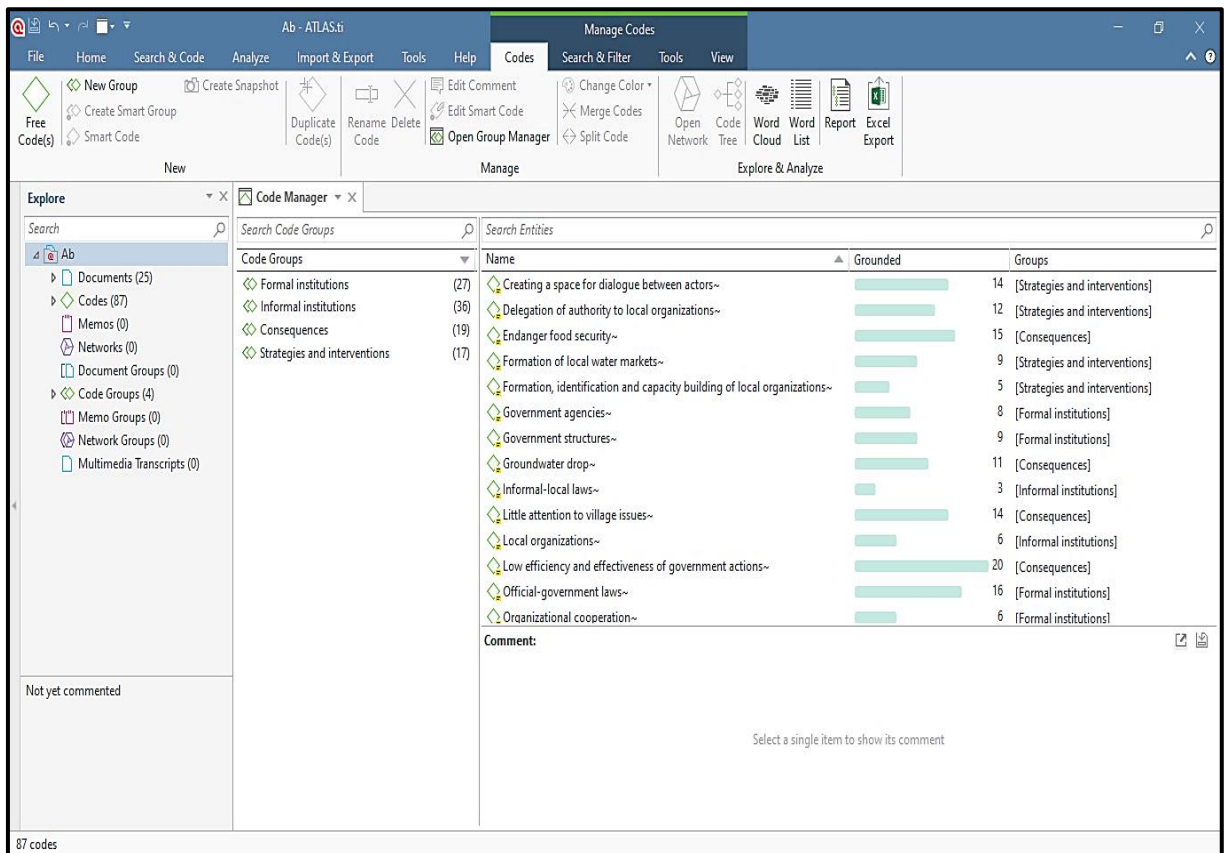 Ab - ATLAS.ti
Manage Codes
File Home Search & Code Analyze Import & Export Tools Help Codes Search & Filter Tools View
Free Code(s)
New Group
Create Smart Group
Smart Code
Create Snapshot
New
Duplicate Code(s)
Rename Code
Delete
Edit Comment
Edit Smart Code
Open Group Manager
Change Color
Merge Codes
Split Code
Manage
Open Network
Code Tree
Word Cloud
Word List
Report
Excel Export
Explore & Analyze
Explore
Search
Ab
Documents (25)
Codes (87)
Memos (0)
Networks (0)
Document Groups (0)
Code Groups (4)
Memo Groups (0)
Network Groups (0)
Multimedia Transcripts (0)
Not yet commented
Code Manager
Search Code Groups
Code Groups
Formal institutions (27)
Informal institutions (36)
Consequences (19)
Strategies and interventions (17)
Search Entities
Name Grounded Groups
Creating a space for dialogue between actors~ 14 [Strategies and interventions]
Delegation of authority to local organizations~ 12 [Strategies and interventions]
Endanger food security~ 15 [Consequences]
Formation of local water markets~ 9 [Strategies and interventions]
Formation, identification and capacity building of local organizations~ 5 [Strategies and interventions]
Government agencies~ 8 [Formal institutions]
Government structures~ 9 [Formal institutions]
Groundwater drop~ 11 [Consequences]
Informal-local laws~ 3 [Informal institutions]
Little attention to village issues~ 14 [Consequences]
Local organizations~ 6 [Informal institutions]
Low efficiency and effectiveness of government actions~ 20 [Consequences]
Official-government laws~ 16 [Formal institutions]
Organizational cooperation~ 6 [Formal institutions]
Comment:
Select a single item to show its comment
87 codes